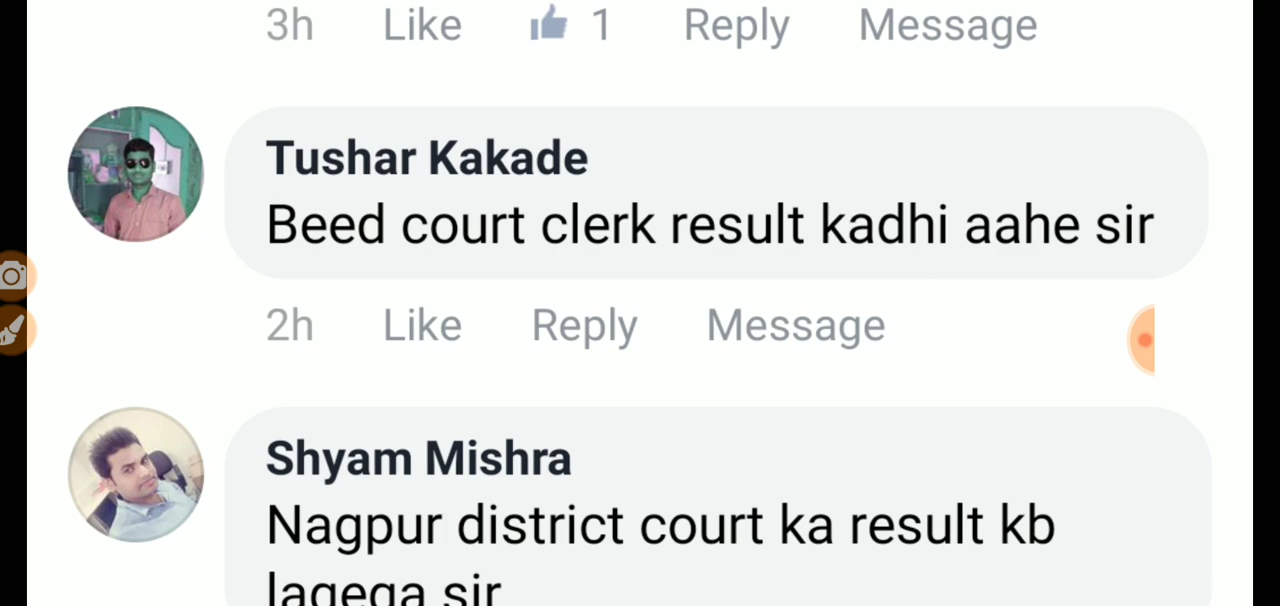 3h Like 1 Reply Message
Tushar Kakade
Beed court clerk result kadhi aahe sir
2h Like Reply Message
Shyam Mishra
Nagpur district court ka result kb
lagega sir